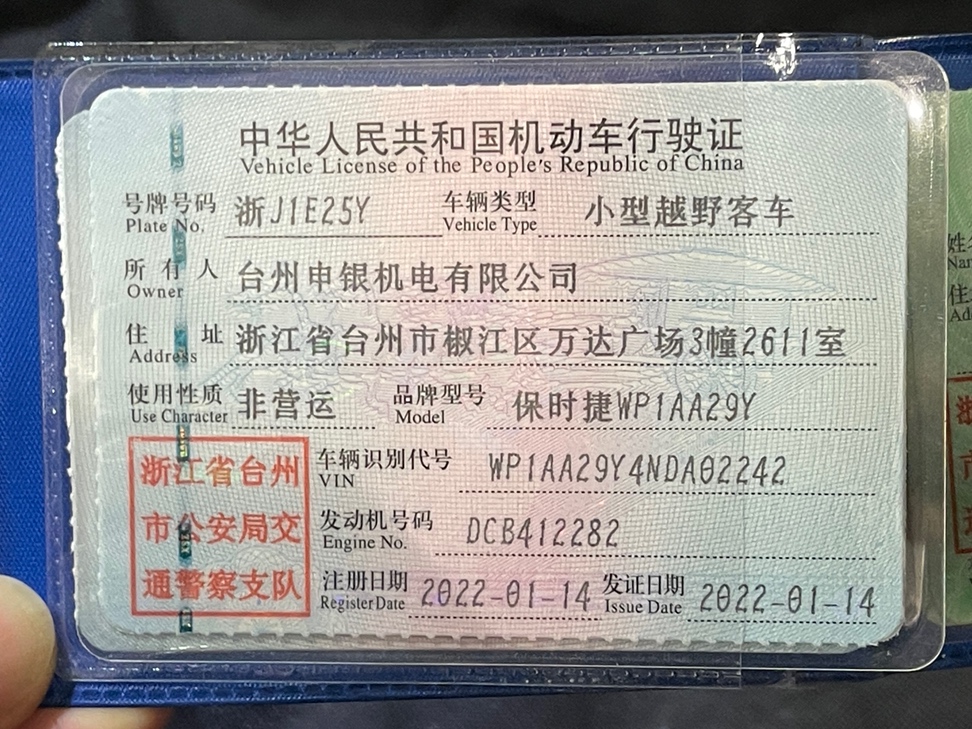 中华人民共和国机动车行驶证
Vehicle License of the People's Republic of China
号牌号码 浙J1E25Y 车辆类型 小型越野客车
Plate No. Vehicle Type
所有人 台州申银机电有限公司
Owner
住址 浙江省台州市椒江区万达广场3幢2611室
Address
使用性质 非营运 品牌型号 保时捷WP1AA29Y
Use Character Model
浙江省台州
市公安局交
通警察支队
车辆识别代号 WP1AA29Y4NDA02242
VIN
发动机号码 DCB412282
Engine No.
注册日期 2022-01-14 发证日期 2022-01-14
Register Date Issue Date